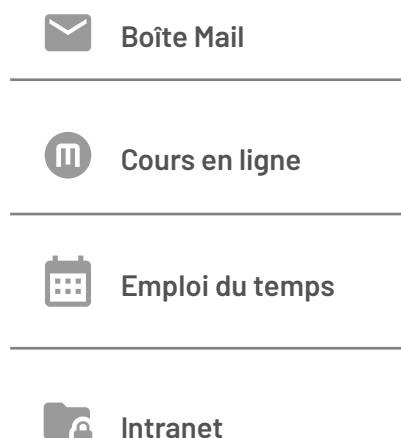 Boîte Mail
Cours en ligne
Emploi du temps
Intranet